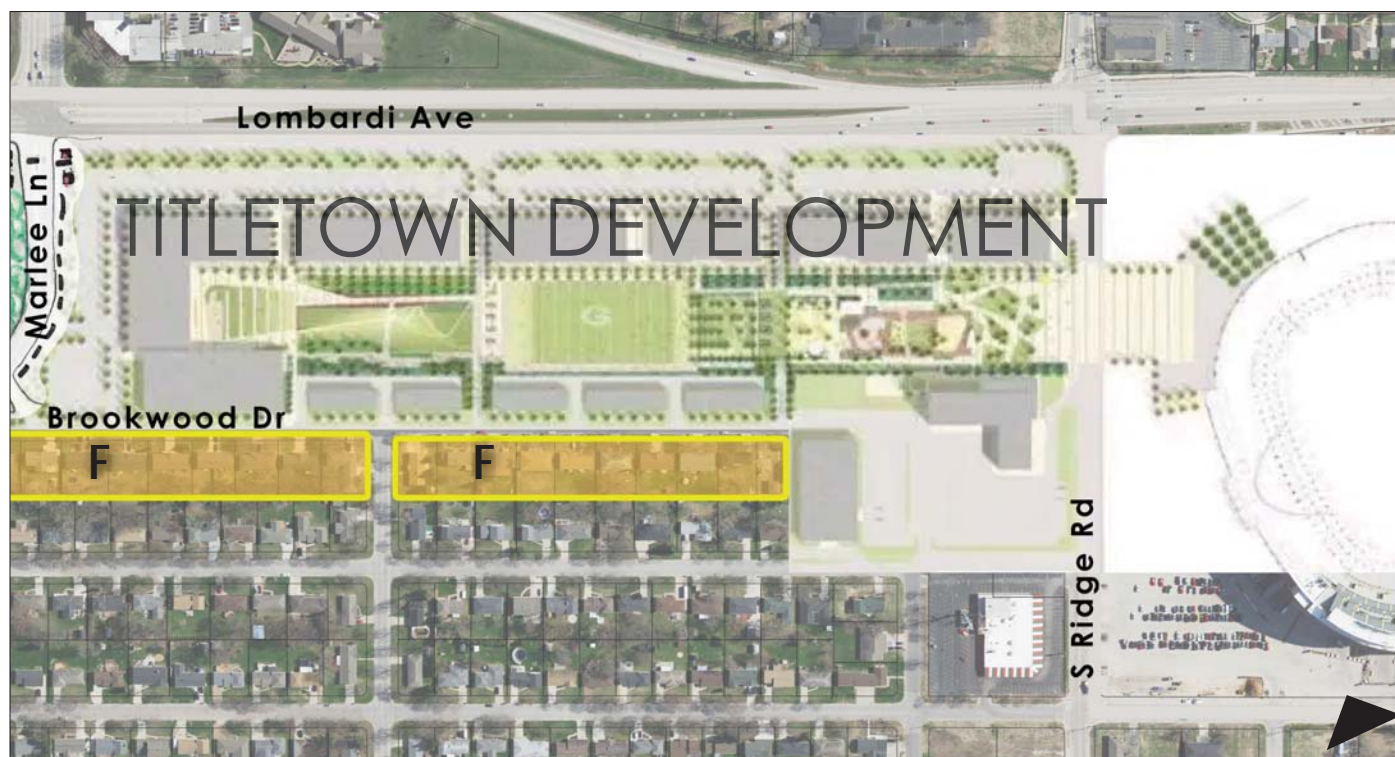 Lombardi Ave
Marlee Ln
TITLETOWN DEVELOPMENT
G
Brookwood Dr
F
F
S Ridge Rd